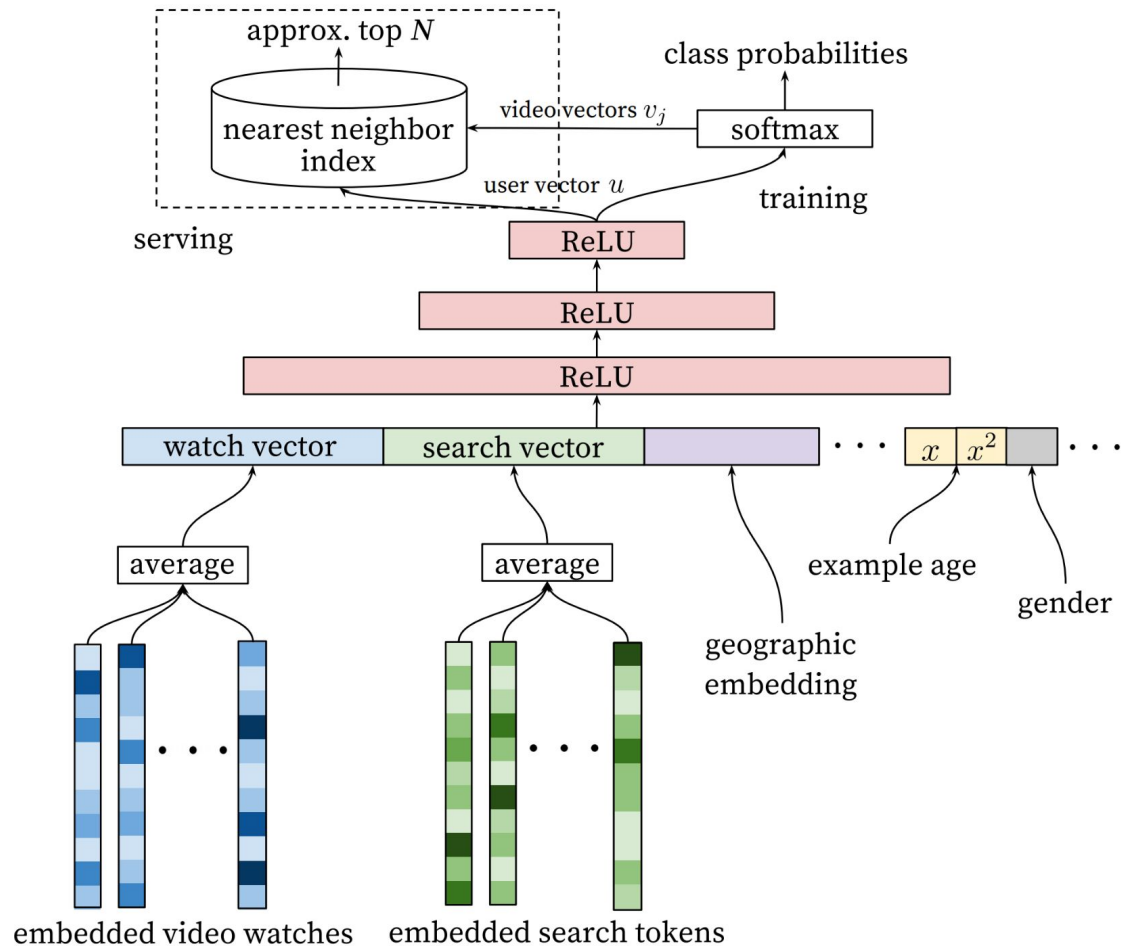 approx. top N
class probabilities
video vectors v_j
softmax
nearest neighbor
index
user vector u
training
serving
ReLU
ReLU
ReLU
watch vector
search vector
. . .
x
x²
. . .
average
average
example age
gender
geographic
embedding
. . .
. . .
embedded video watches
embedded search tokens